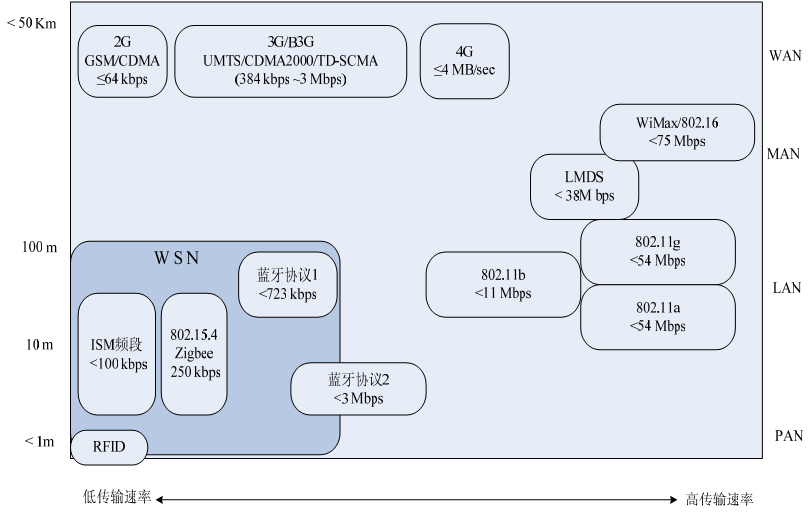 < 50 Km
2G
GSM/CDMA
≤64 kbps
3G/B3G
UMTS/CDMA2000/TD-SCMA
(384 kbps ~3 Mbps)
4G
≤4 MB/sec
WAN
WiMax/802.16
<75 Mbps
MAN
LMDS
< 38M bps
100 m
WSN
蓝牙协议1
<723 kbps
802.11b
<11 Mbps
802.11g
<54 Mbps
LAN
802.11a
<54 Mbps
10 m
ISM频段
<100 kbps
802.15.4
Zigbee
250 kbps
蓝牙协议2
<3 Mbps
< 1m
RFID
PAN
低传输速率
高传输速率